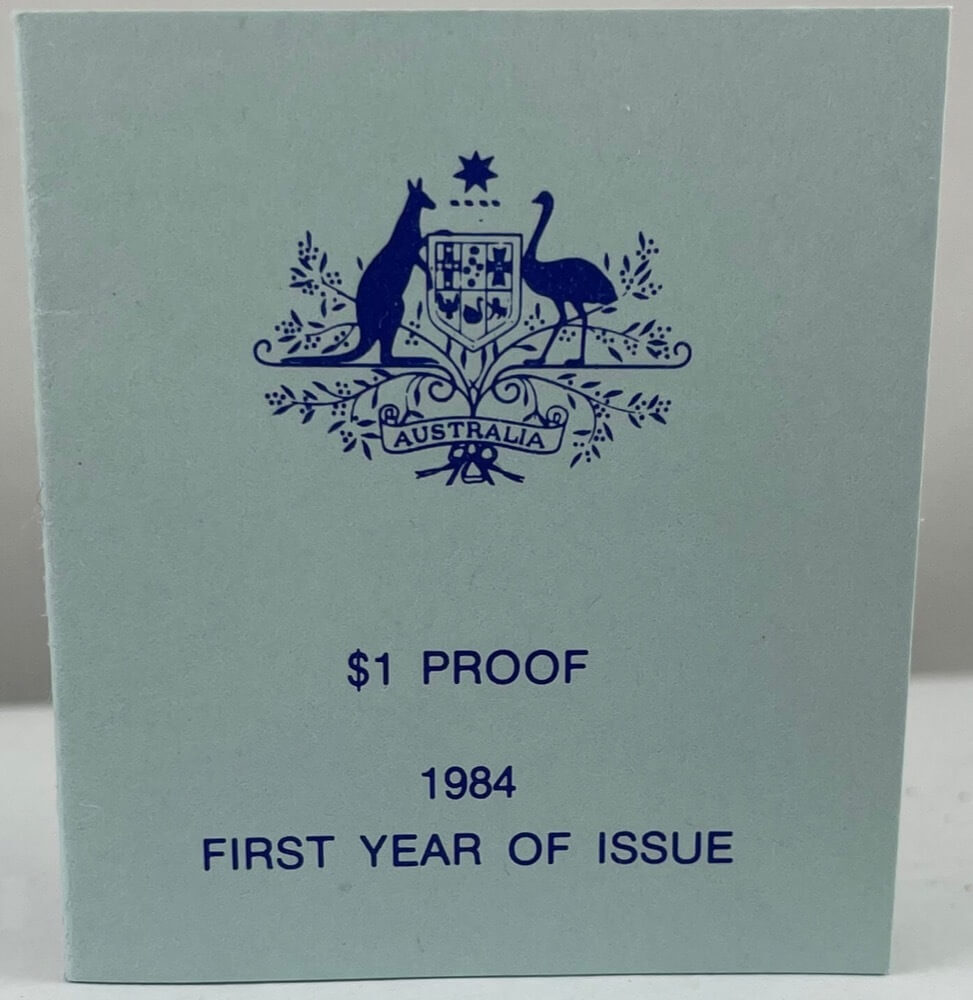 AUSTRALIA
$1 PROOF
1984
FIRST YEAR OF ISSUE